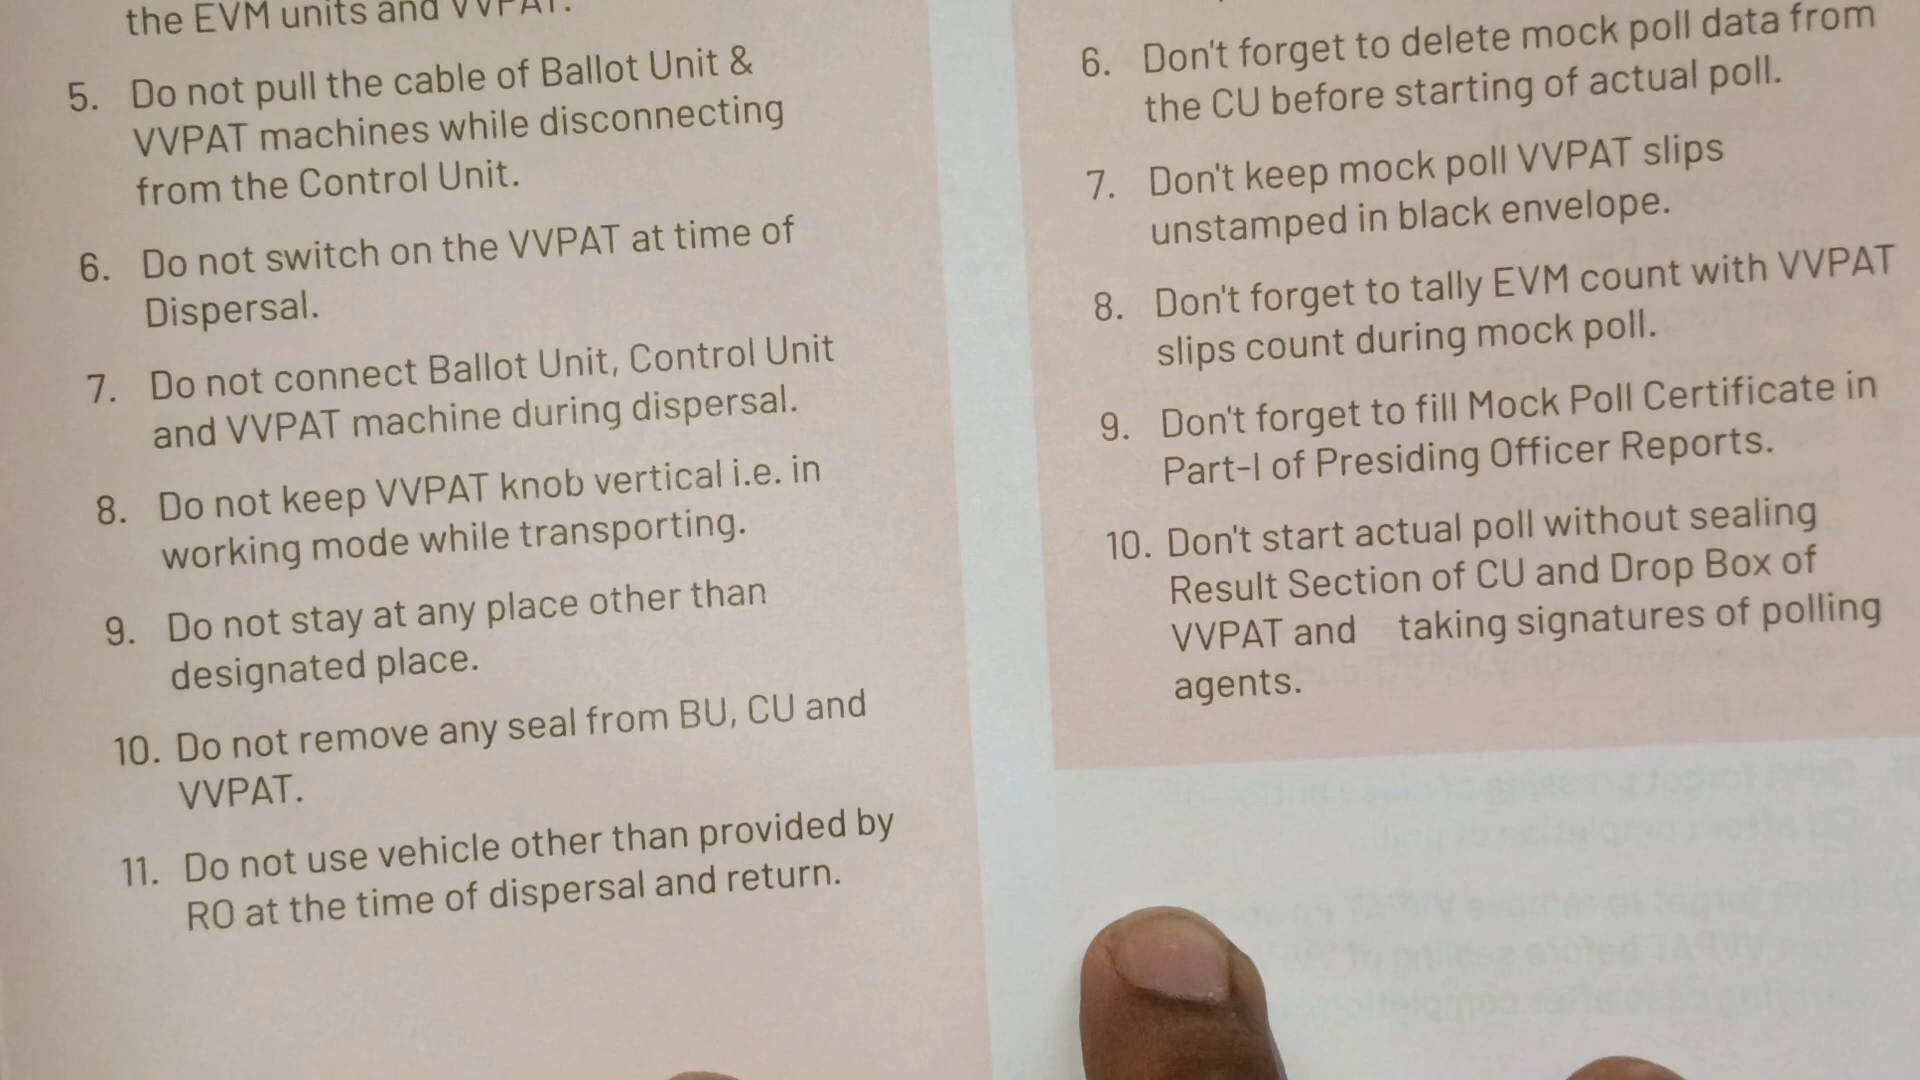 the EVM units and VVPAT.
5. Do not pull the cable of Ballot Unit &
VVPAT machines while disconnecting
from the Control Unit.
6. Do not switch on the VVPAT at time of
Dispersal.
7. Do not connect Ballot Unit, Control Unit
and VVPAT machine during dispersal.
8. Do not keep VVPAT knob vertical i.e. in
working mode while transporting.
9. Do not stay at any place other than
designated place.
10. Do not remove any seal from BU, CU and
VVPAT.
11. Do not use vehicle other than provided by
RO at the time of dispersal and return.
6. Don't forget to delete mock poll data from
the CU before starting of actual poll.
7. Don't keep mock poll VVPAT slips
unstamped in black envelope.
8. Don't forget to tally EVM count with VVPAT
slips count during mock poll.
9. Don't forget to fill Mock Poll Certificate in
Part-I of Presiding Officer Reports.
10. Don't start actual poll without sealing
Result Section of CU and Drop Box of
VVPAT and taking signatures of polling
agents.